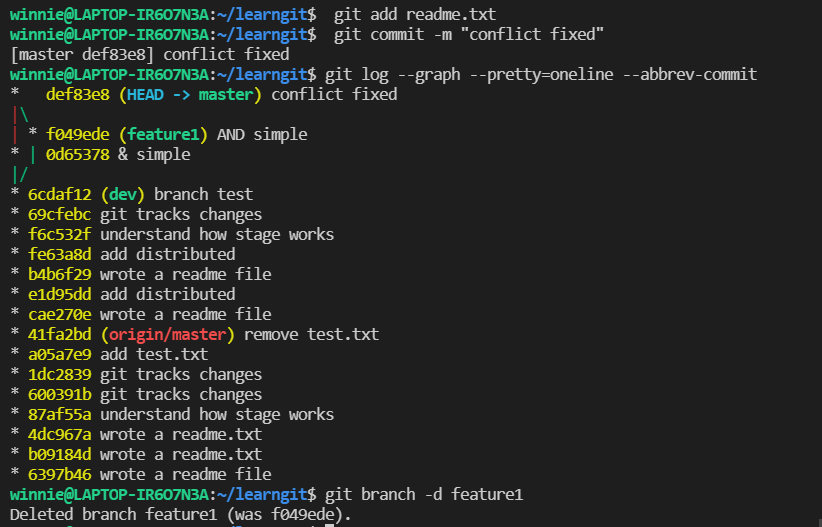 winnie@LAPTOP-IR6O7N3A:~/learngit$  git add readme.txt
winnie@LAPTOP-IR6O7N3A:~/learngit$  git commit -m "conflict fixed"
[master def83e8] conflict fixed
winnie@LAPTOP-IR6O7N3A:~/learngit$ git log --graph --pretty=oneline --abbrev-commit
*   def83e8 (HEAD -> master) conflict fixed
|\
| * f049ede (feature1) AND simple
* | 0d65378 & simple
|/
* 6cdaf12 (dev) branch test
* 69cfebc git tracks changes
* f6c532f understand how stage works
* fe63a8d add distributed
* b4b6f29 wrote a readme file
* e1d95dd add distributed
* cae270e wrote a readme file
* 41fa2bd (origin/master) remove test.txt
* a05a7e9 add test.txt
* 1dc2839 git tracks changes
* 600391b git tracks changes
* 87af55a understand how stage works
* 4dc967a wrote a readme.txt
* b09184d wrote a readme.txt
* 6397b46 wrote a readme file
winnie@LAPTOP-IR6O7N3A:~/learngit$ git branch -d feature1
Deleted branch feature1 (was f049ede).